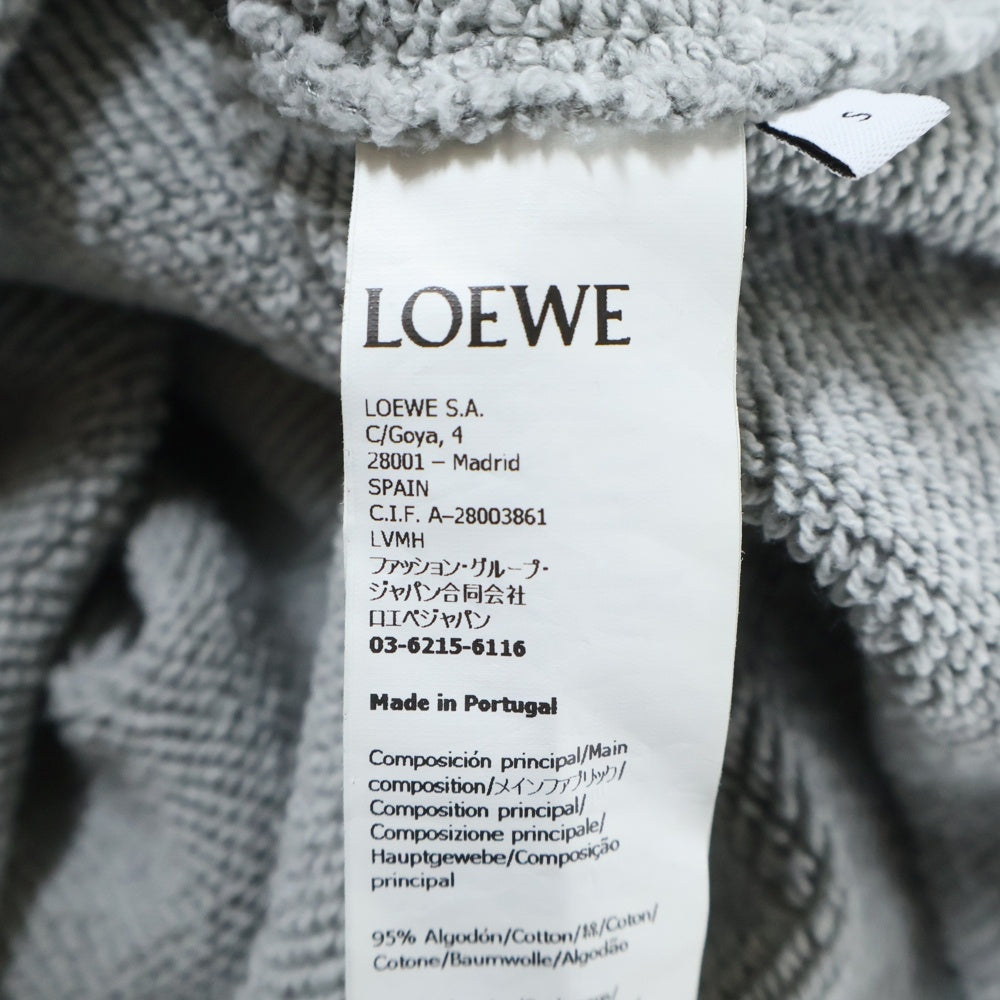 S
LOEWE
LOEWE S.A.
C/Goya, 4
28001 – Madrid
SPAIN
C.I.F. A–28003861
LVMH
ファッション・グループ・
ジャパン合同会社
ロエベジャパン
03-6215-6116
Made in Portugal
Composición principal/Main
composition/メインファブリック/
Composition principal/
Composizione principale/
Hauptgewebe/Composição
principal
95% Algodón/Cotton/綿/Coton/
Cotone/Baumwolle/Algodão